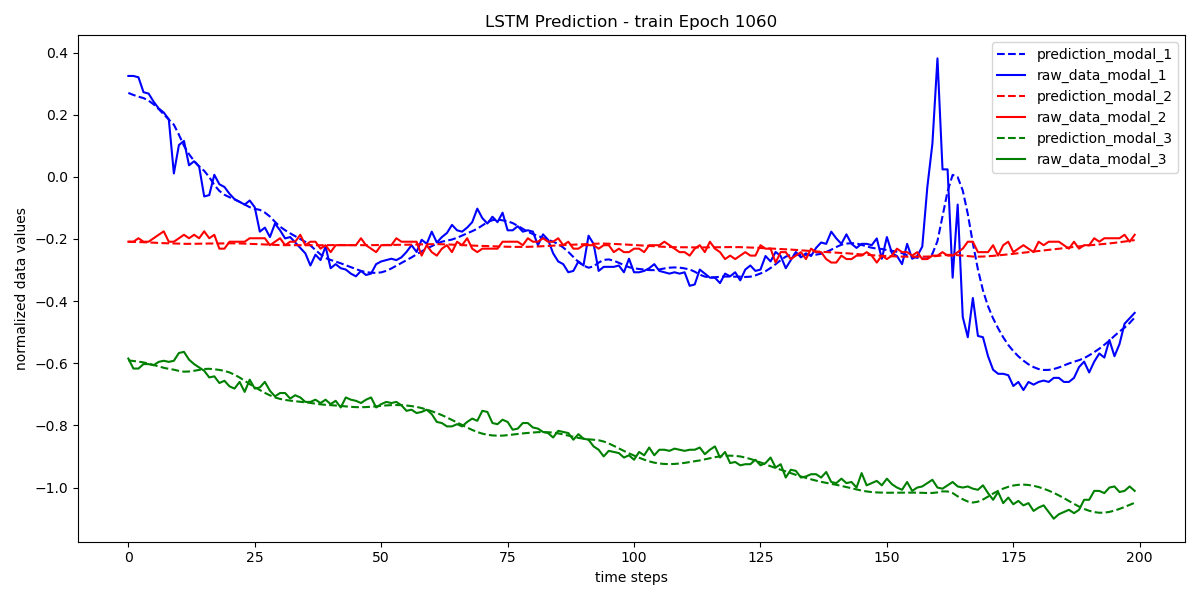 LSTM Prediction - train Epoch 1060
normalized data values
0.4
0.2
0.0
−0.2
−0.4
−0.6
−0.8
−1.0
prediction_modal_1
raw_data_modal_1
prediction_modal_2
raw_data_modal_2
prediction_modal_3
raw_data_modal_3
0 25 50 75 100 125 150 175 200
time steps